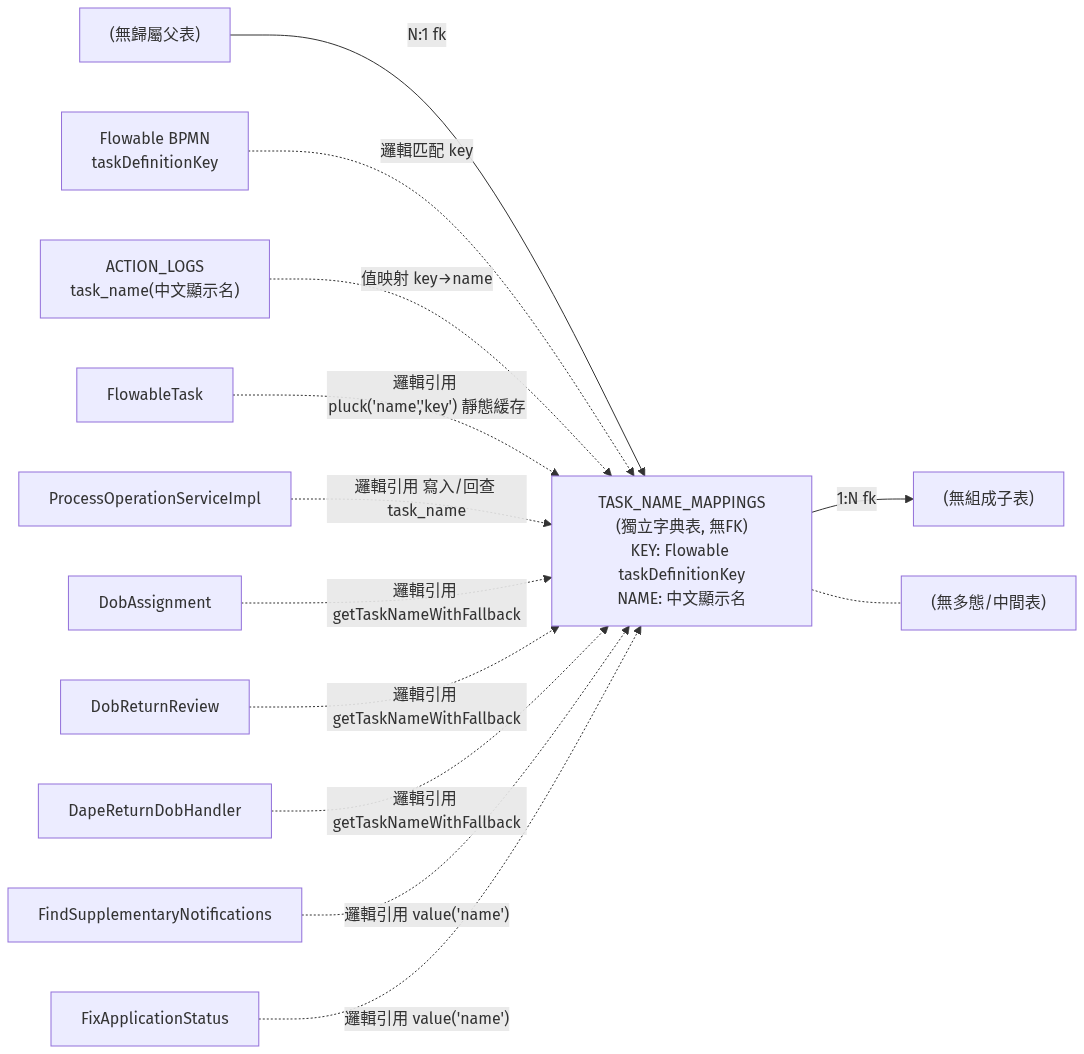 (無歸屬父表)
N:1 fk
Flowable BPMN
taskDefinitionKey
邏輯匹配 key
ACTION_LOGS
task_name(中文顯示名)
值映射 key→name
FlowableTask
邏輯引用
pluck('name','key') 靜態緩存
ProcessOperationServiceImpl
邏輯引用 寫入/回查
task_name
TASK_NAME_MAPPINGS
(獨立字典表, 無FK)
KEY: Flowable
taskDefinitionKey
NAME: 中文顯示名
1:N fk
(無組成子表)
(無多態/中間表)
DobAssignment
邏輯引用
getTaskNameWithFallback
DobReturnReview
邏輯引用
getTaskNameWithFallback
DapeReturnDobHandler
邏輯引用
getTaskNameWithFallback
FindSupplementaryNotifications
邏輯引用 value('name')
FixApplicationStatus
邏輯引用 value('name')